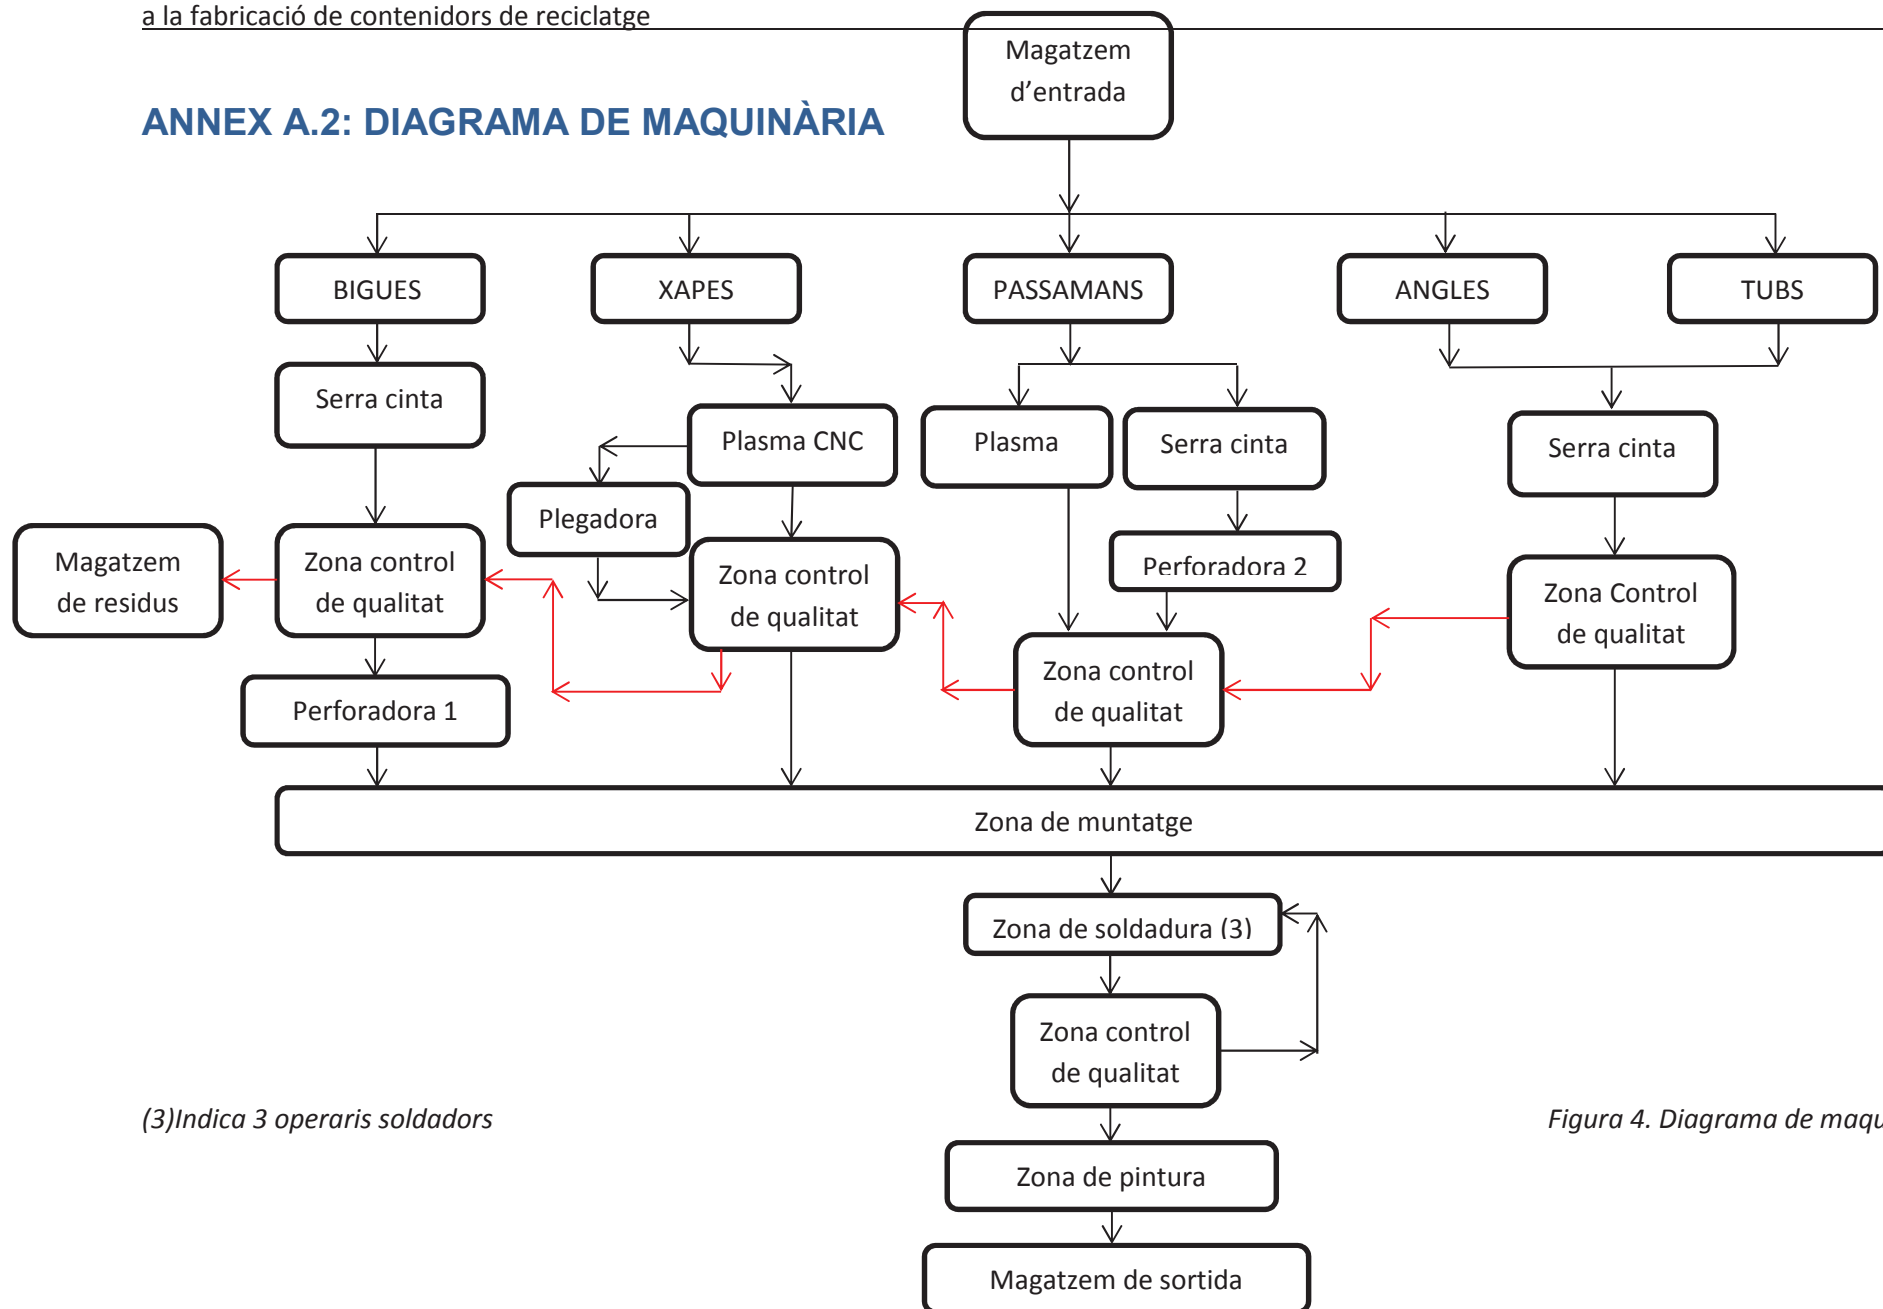 a la fabricació de contenidors de reciclatge
Magatzem
d’entrada
ANNEX A.2: DIAGRAMA DE MAQUINÀRIA
BIGUES
XAPES
PASSAMANS
ANGLES
TUBS
Serra cinta
Plasma CNC
Plasma
Serra cinta
Serra cinta
Plegadora
Magatzem
de residus
Zona control
de qualitat
Zona control
de qualitat
Perforadora 2
Zona Control
de qualitat
Zona control
de qualitat
Perforadora 1
Zona de muntatge
Zona de soldadura (3)
Zona control
de qualitat
(3)Indica 3 operaris soldadors
Figura 4. Diagrama de maqu
Zona de pintura
Magatzem de sortida